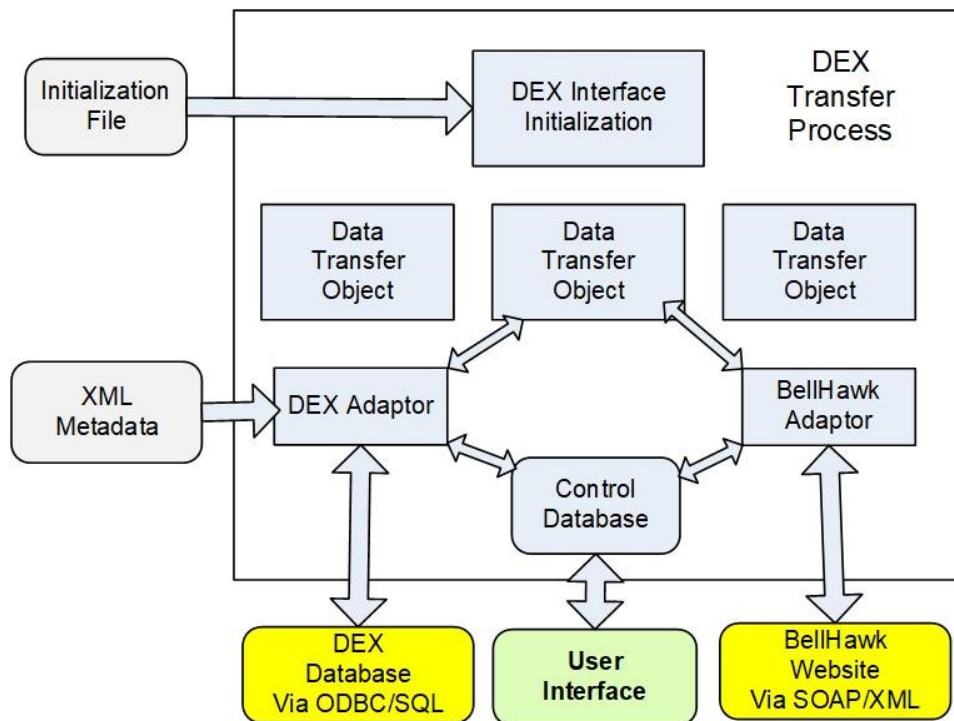 Initialization
File
DEX Interface
Initialization
DEX
Transfer
Process
Data
Transfer
Object
Data
Transfer
Object
Data
Transfer
Object
XML
Metadata
DEX Adaptor
BellHawk
Adaptor
Control
Database
DEX
Database
Via ODBC/SQL
User
Interface
BellHawk
Website
Via SOAP/XML